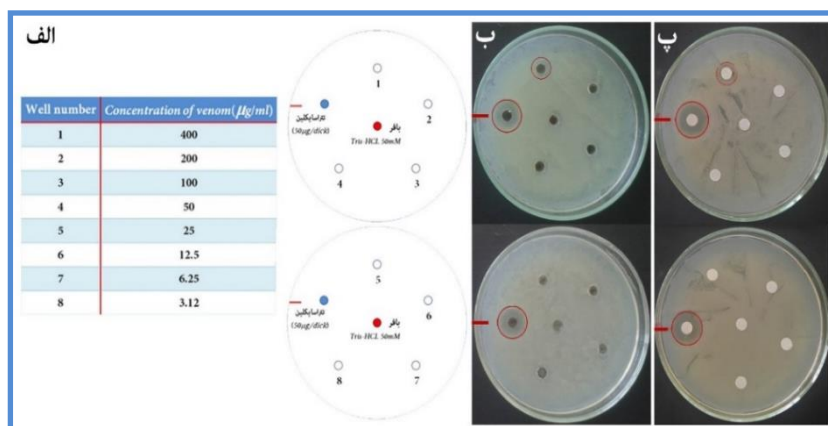 الف
ب
پ
Well number Concentration of venom(µg/ml)
1 400
2 200
3 100
4 50
5 25
6 12.5
7 6.25
8 3.12
1
تتراسایکلین
(30µg/disck)
بافر
Tris-HCL 50mM
2
4
3
5
تتراسایکلین
(30µg/disck)
بافر
Tris-HCL 50mM
6
8
7